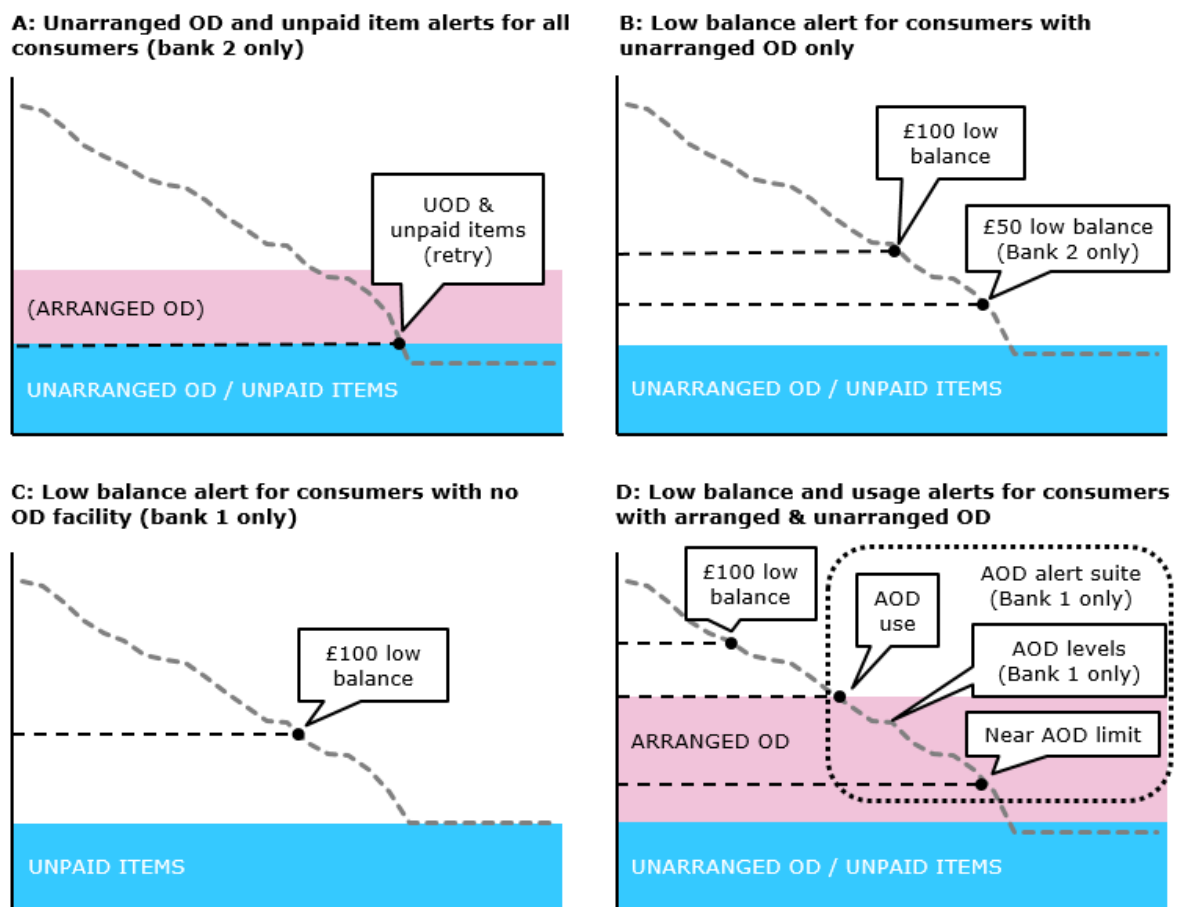 A: Unarranged OD and unpaid item alerts for all
consumers (bank 2 only)
UOD &
unpaid items
(retry)
(ARRANGED OD)
UNARRANGED OD / UNPAID ITEMS
B: Low balance alert for consumers with
unarranged OD only
£100 low
balance
£50 low balance
(Bank 2 only)
UNARRANGED OD / UNPAID ITEMS
C: Low balance alert for consumers with no
OD facility (bank 1 only)
£100 low
balance
UNPAID ITEMS
D: Low balance and usage alerts for consumers
with arranged & unarranged OD
£100 low
balance
AOD
use
AOD alert suite
(Bank 1 only)
AOD levels
(Bank 1 only)
Near AOD limit
ARRANGED OD
UNARRANGED OD / UNPAID ITEMS